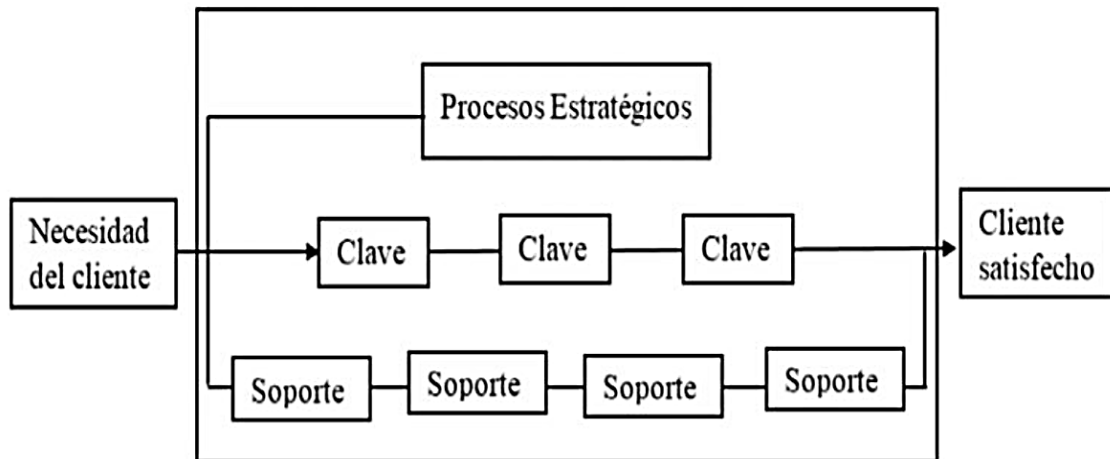 Procesos Estratégicos
Necesidad
del cliente
Clave
Clave
Clave
Cliente
satisfecho
Soporte
Soporte
Soporte
Soporte